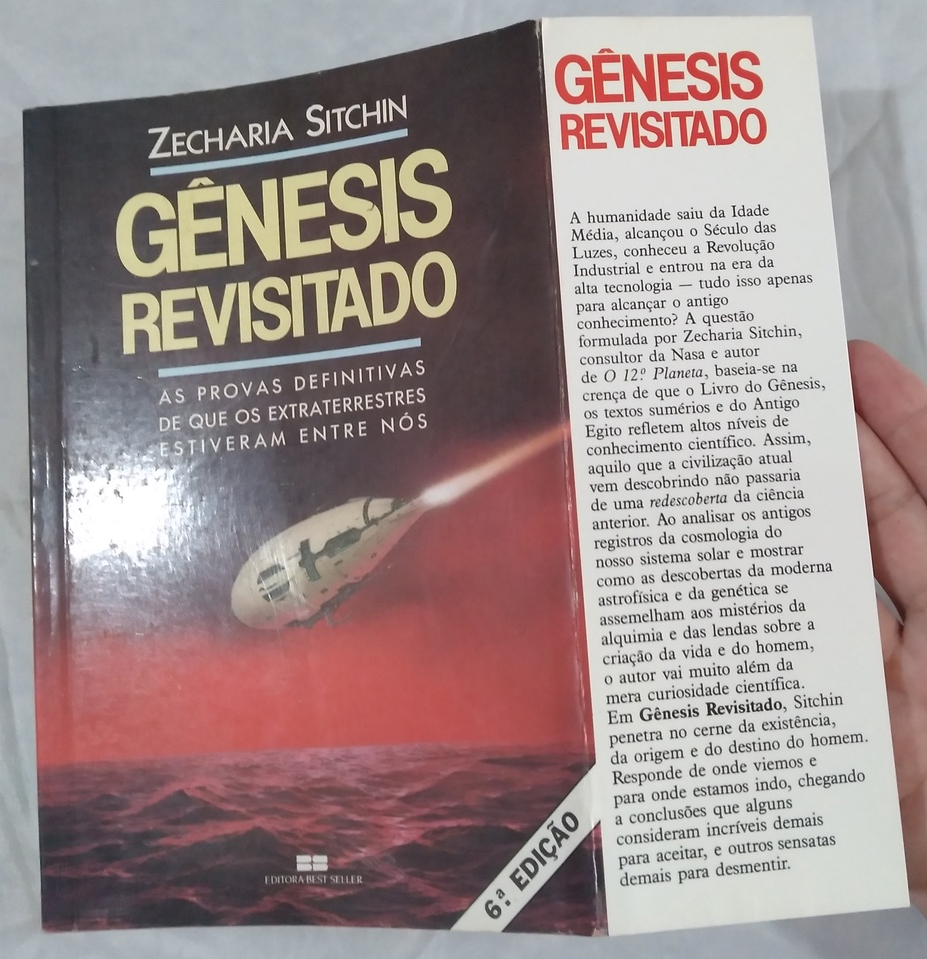 ZECHARIA SITCHIN
GÊNESIS
REVISITADO
AS PROVAS DEFINITIVAS
DE QUE OS EXTRATERRESTRES
ESTIVERAM ENTRE NÓS
EDITORA BEST SELLER
6ª EDIÇÃO
GÊNESIS
REVISITADO
A humanidade saiu da Idade
Média, alcançou o Século das
Luzes, conheceu a Revolução
Industrial e entrou na era da
alta tecnologia — tudo isso apenas
para alcançar o antigo
conhecimento? A questão
formulada por Zecharia Sitchin,
consultor da Nasa e autor
de O 12º Planeta, baseia-se na
crença de que o Livro do Gênesis,
os textos sumérios e do Antigo
Egito refletem altos níveis de
conhecimento científico. Assim,
aquilo que a civilização atual
vem descobrindo não passaria
de uma redescoberta da ciência
anterior. Ao analisar os antigos
registros da cosmologia do
nosso sistema solar e mostrar
como as descobertas da moderna
astrofísica e da genética se
assemelham aos mistérios da
alquimia e das lendas sobre a
criação da vida e do homem,
o autor vai muito além da
mera curiosidade científica.
Em Gênesis Revisitado, Sitchin
penetra no cerne da existência,
da origem e do destino do homem.
Responde de onde viemos e
para onde estamos indo, chegando
a conclusões que alguns
consideram incríveis demais
para aceitar, e outros sensatas
demais para desmentir.